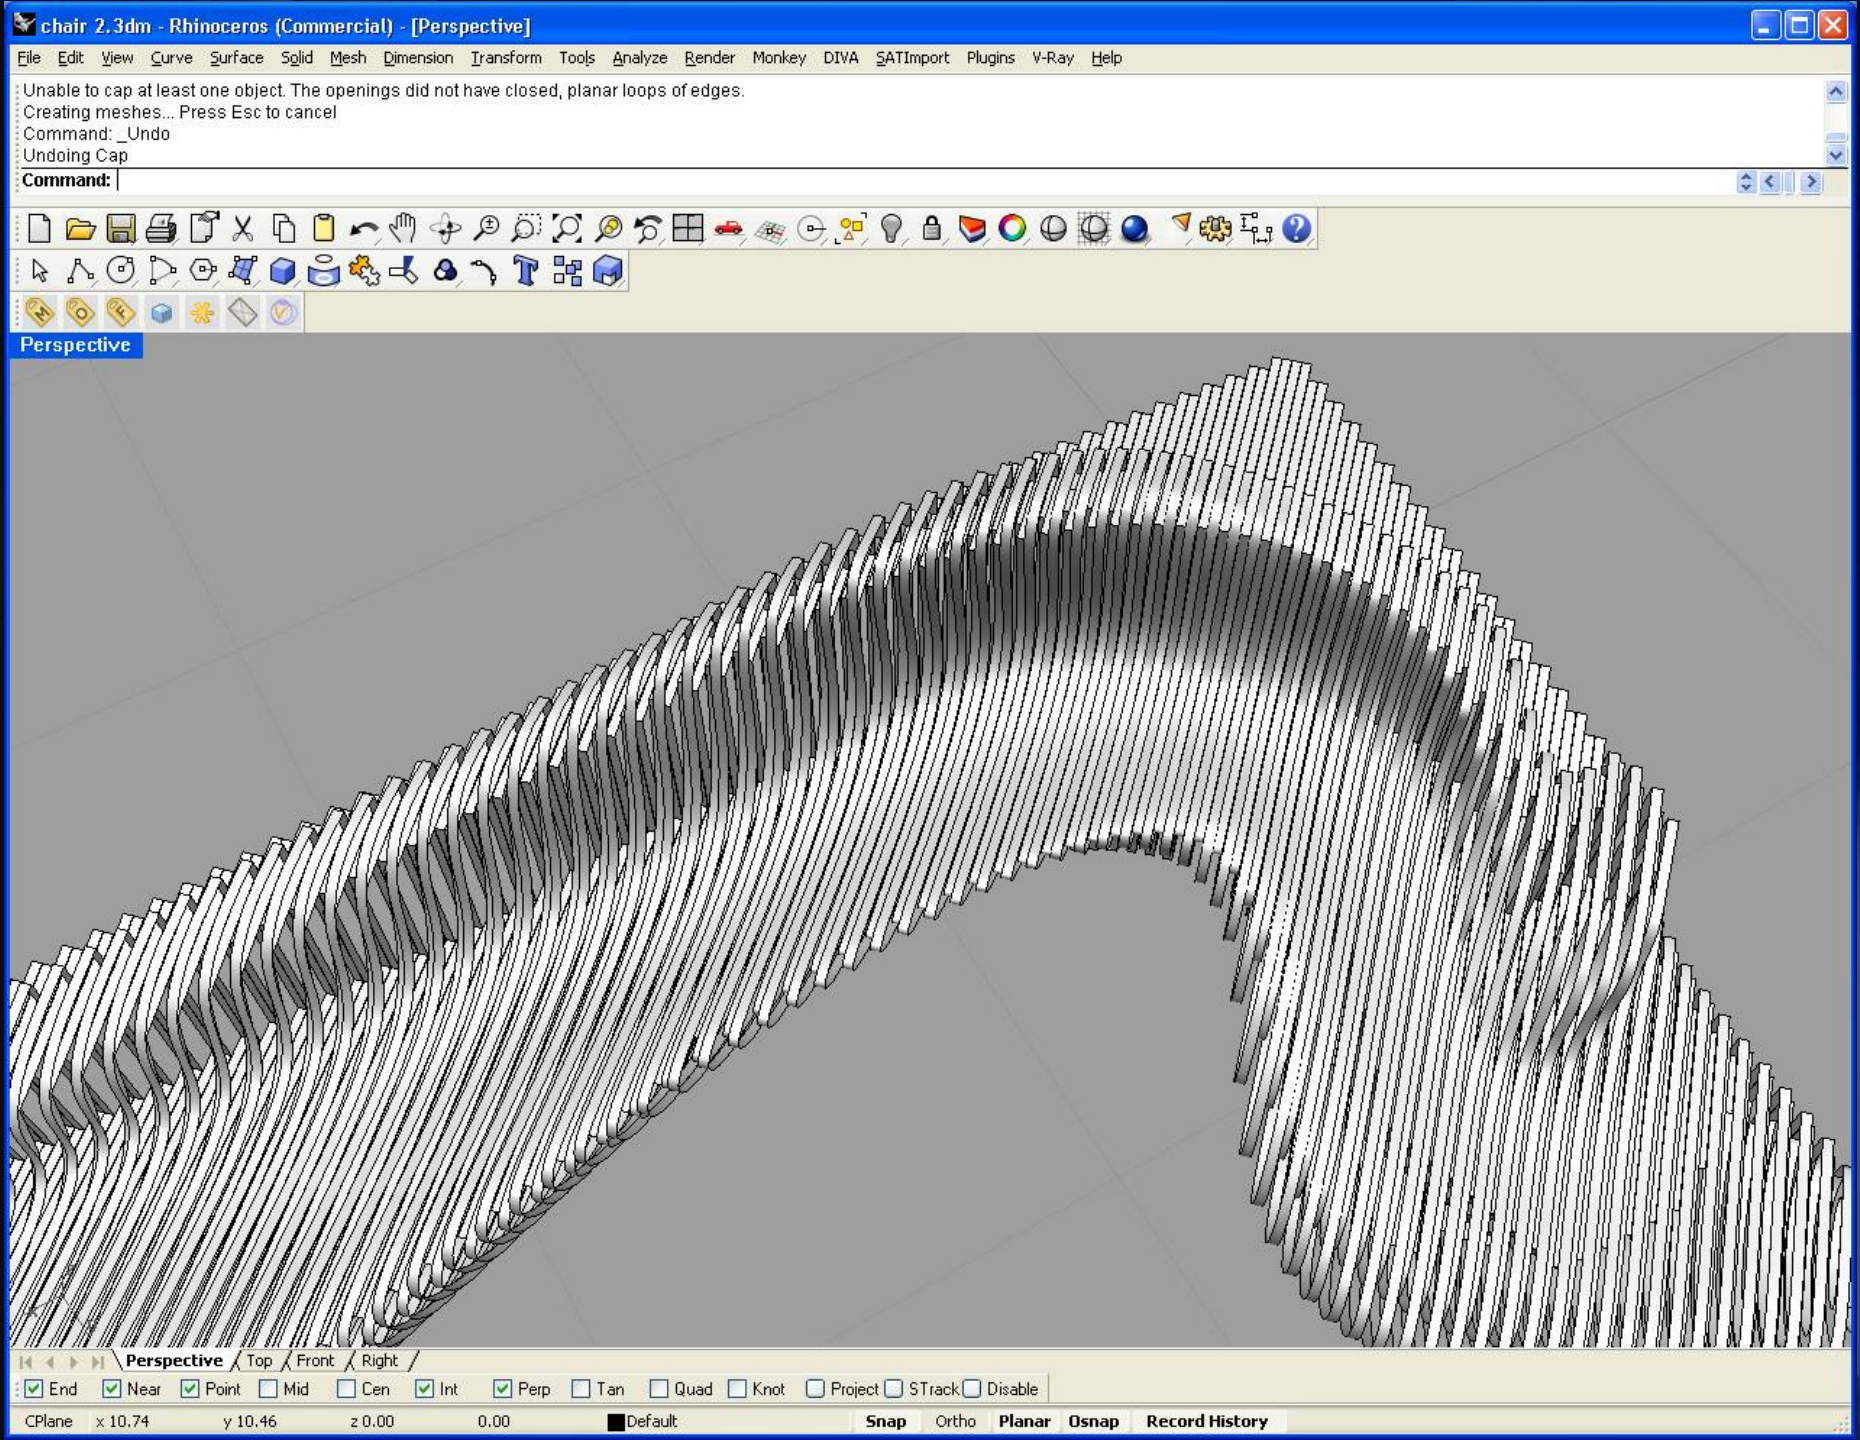 chair 2.3dm - Rhinoceros (Commercial) - [Perspective]
File Edit View Curve Surface Solid Mesh Dimension Transform Tools Analyze Render Monkey DIVA SATImport Plugins V-Ray Help
Unable to cap at least one object. The openings did not have closed, planar loops of edges.
Creating meshes... Press Esc to cancel
Command: _Undo
Undoing Cap
Command:
Perspective
Perspective Top Front Right
End Near Point Mid Cen Int Perp Tan Quad Knot Project STrack Disable
CPlane x 10.74 y 10.46 z 0.00 0.00 Default Snap Ortho Planar Osnap Record History